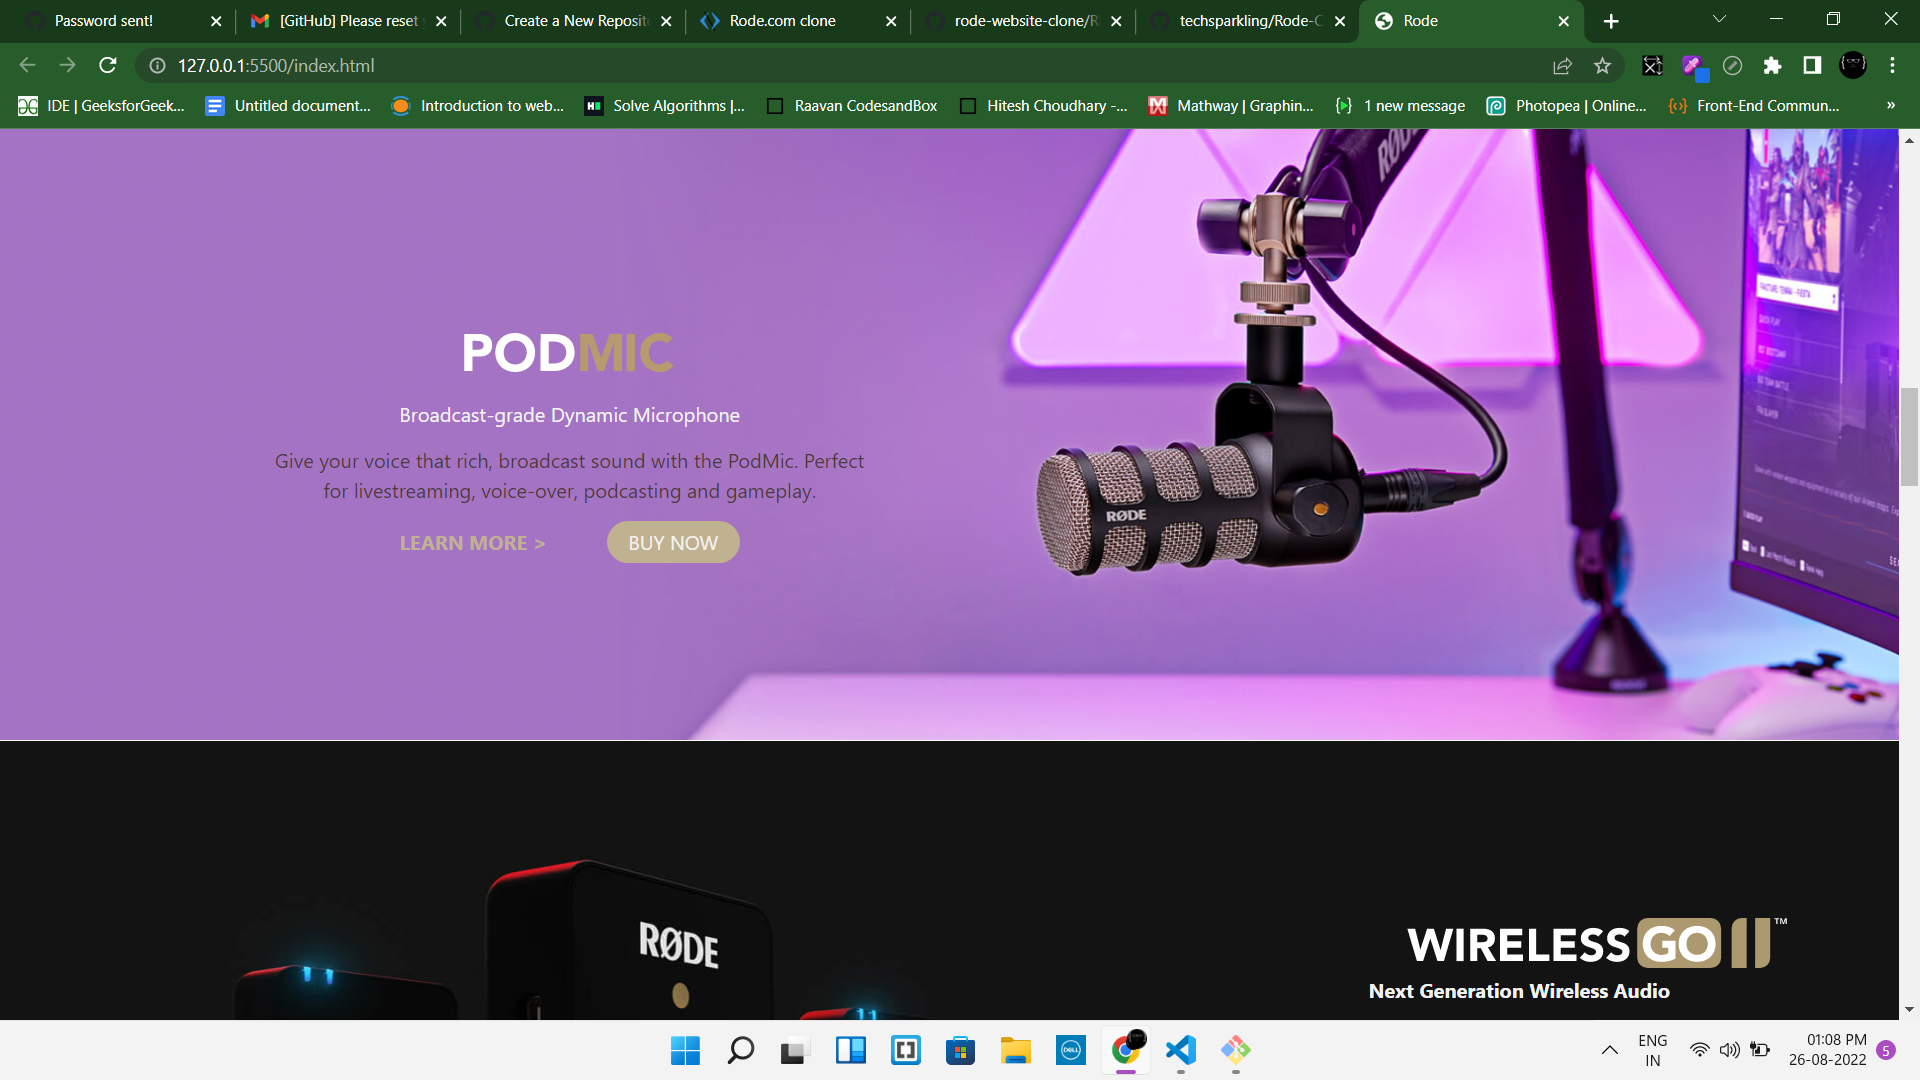 Password sent!
[GitHub] Please reset
Create a New Reposit
Rode.com clone
rode-website-clone/R
techsparkling/Rode-C
Rode
127.0.0.1:5500/index.html
IDE | GeeksforGeek...
Untitled document...
Introduction to web...
Solve Algorithms |...
Raavan CodesandBox
Hitesh Choudhary -...
Mathway | Graphin...
1 new message
Photopea | Online...
Front-End Commun...
»
RØDE
PODMIC
Broadcast-grade Dynamic Microphone
Give your voice that rich, broadcast sound with the PodMic. Perfect
for livestreaming, voice-over, podcasting and gameplay.
LEARN MORE >
BUY NOW
RØDE
RØDE
WIRELESS GO II™
Next Generation Wireless Audio
DELL
ENG
IN
01:08 PM
26-08-2022
5